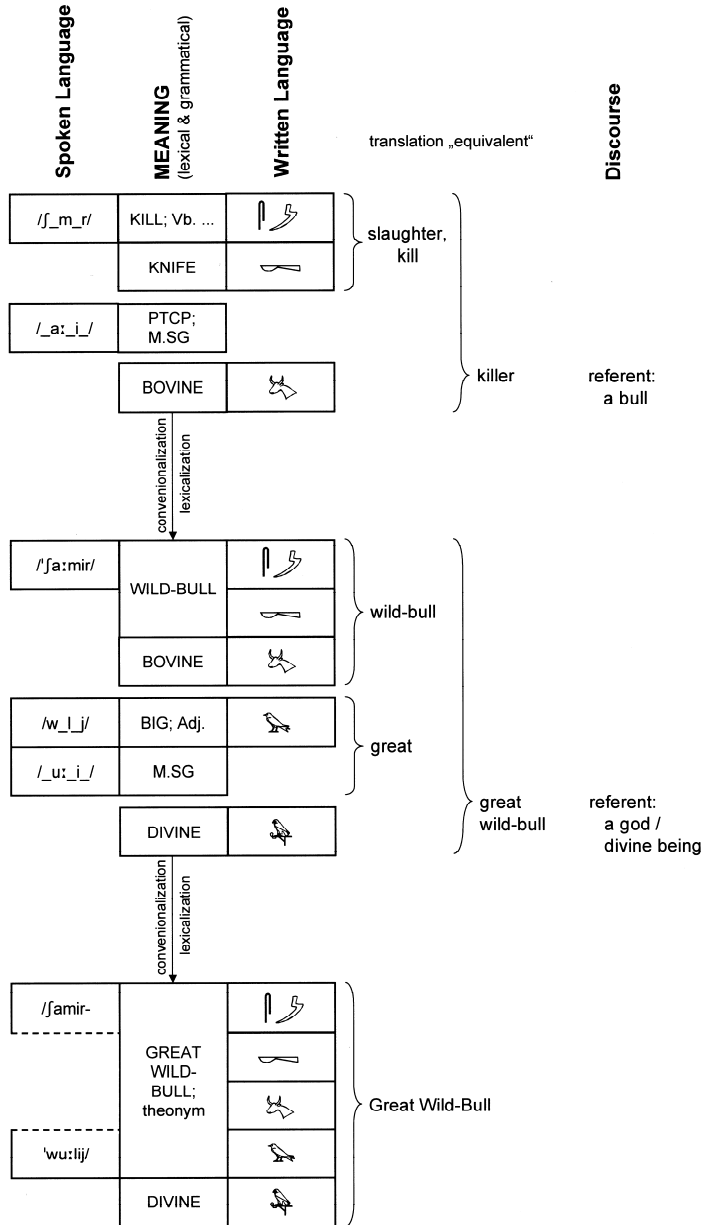 Spoken Language
MEANING
(lexical & grammatical)
Written Language
translation „equivalent“
Discourse
/ʃ_m_r/
KILL; Vb. ...
KNIFE
slaughter,
kill
/_aː_i_/
PTCP;
M.SG
BOVINE
killer
referent:
a bull
convenionalization
lexicalization
/ˈʃaːmir/
WILD-BULL
BOVINE
wild-bull
/w_l_j/
BIG; Adj.
/_uː_i_/
M.SG
great
DIVINE
great
wild-bull
referent:
a god /
divine being
convenionalization
lexicalization
/ʃamir-
GREAT
WILD-
BULL;
theonym
ˈwuːlij/
DIVINE
Great Wild-Bull